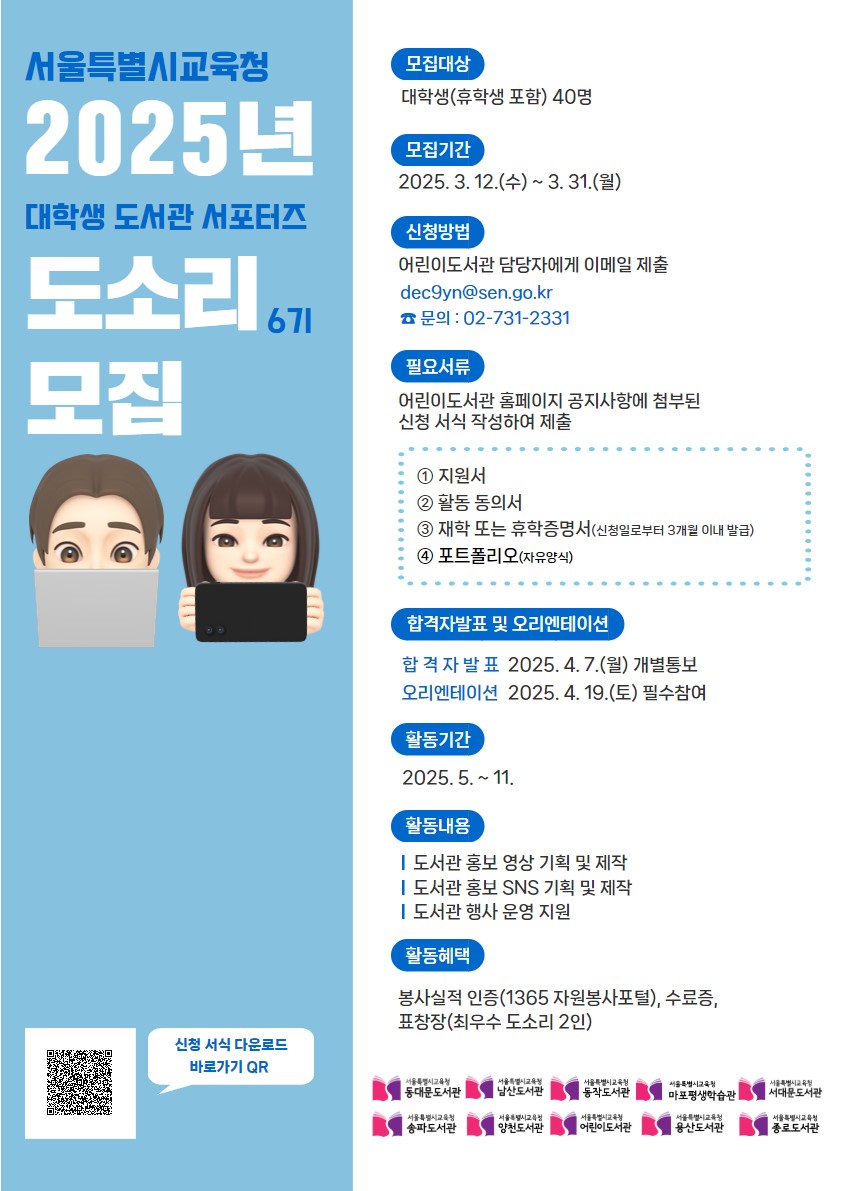 서울특별시교육청
2025년
대학생 도서관 서포터즈
도소리 6기
모집
신청 서식 다운로드
바로가기 QR
모집대상
대학생(휴학생 포함) 40명
모집기간
2025. 3. 12.(수) ~ 3. 31.(월)
신청방법
어린이도서관 담당자에게 이메일 제출
dec9yn@sen.go.kr
☎ 문의 : 02-731-2331
필요서류
어린이도서관 홈페이지 공지사항에 첨부된
신청 서식 작성하여 제출
① 지원서
② 활동 동의서
③ 재학 또는 휴학증명서(신청일로부터 3개월 이내 발급)
④ 포트폴리오(자유양식)
합격자발표 및 오리엔테이션
합 격 자 발 표 2025. 4. 7.(월) 개별통보
오리엔테이션 2025. 4. 19.(토) 필수참여
활동기간
2025. 5. ~ 11.
활동내용
도서관 홍보 영상 기획 및 제작
도서관 홍보 SNS 기획 및 제작
도서관 행사 운영 지원
활동혜택
봉사실적 인증(1365 자원봉사포털), 수료증,
표창장(최우수 도소리 2인)
서울특별시교육청 동대문도서관
서울특별시교육청 남산도서관
서울특별시교육청 동작도서관
서울특별시교육청 마포평생학습관
서울특별시교육청 서대문도서관
서울특별시교육청 송파도서관
서울특별시교육청 양천도서관
서울특별시교육청 어린이도서관
서울특별시교육청 용산도서관
서울특별시교육청 종로도서관